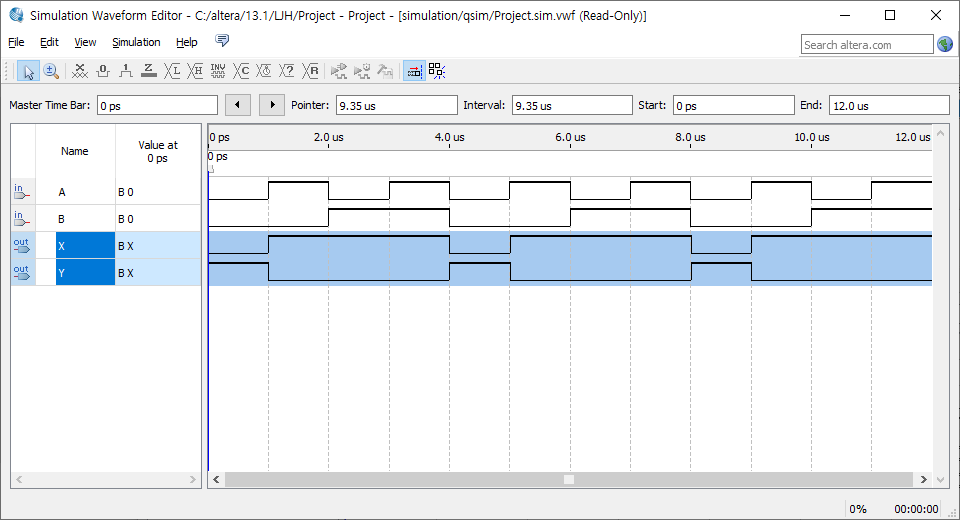 Simulation Waveform Editor - C:/altera/13.1/LJH/Project - Project - [simulation/qsim/Project.sim.vwf (Read-Only)]
File Edit View Simulation Help
Search altera.com
Master Time Bar: 0 ps Pointer: 9.35 us Interval: 9.35 us Start: 0 ps End: 12.0 us
Name Value at 0 ps
0 ps 2.0 us 4.0 us 6.0 us 8.0 us 10.0 us 12.0 us
0 ps
in A B 0
in B B 0
out X B X
out Y B X
0% 00:00:00